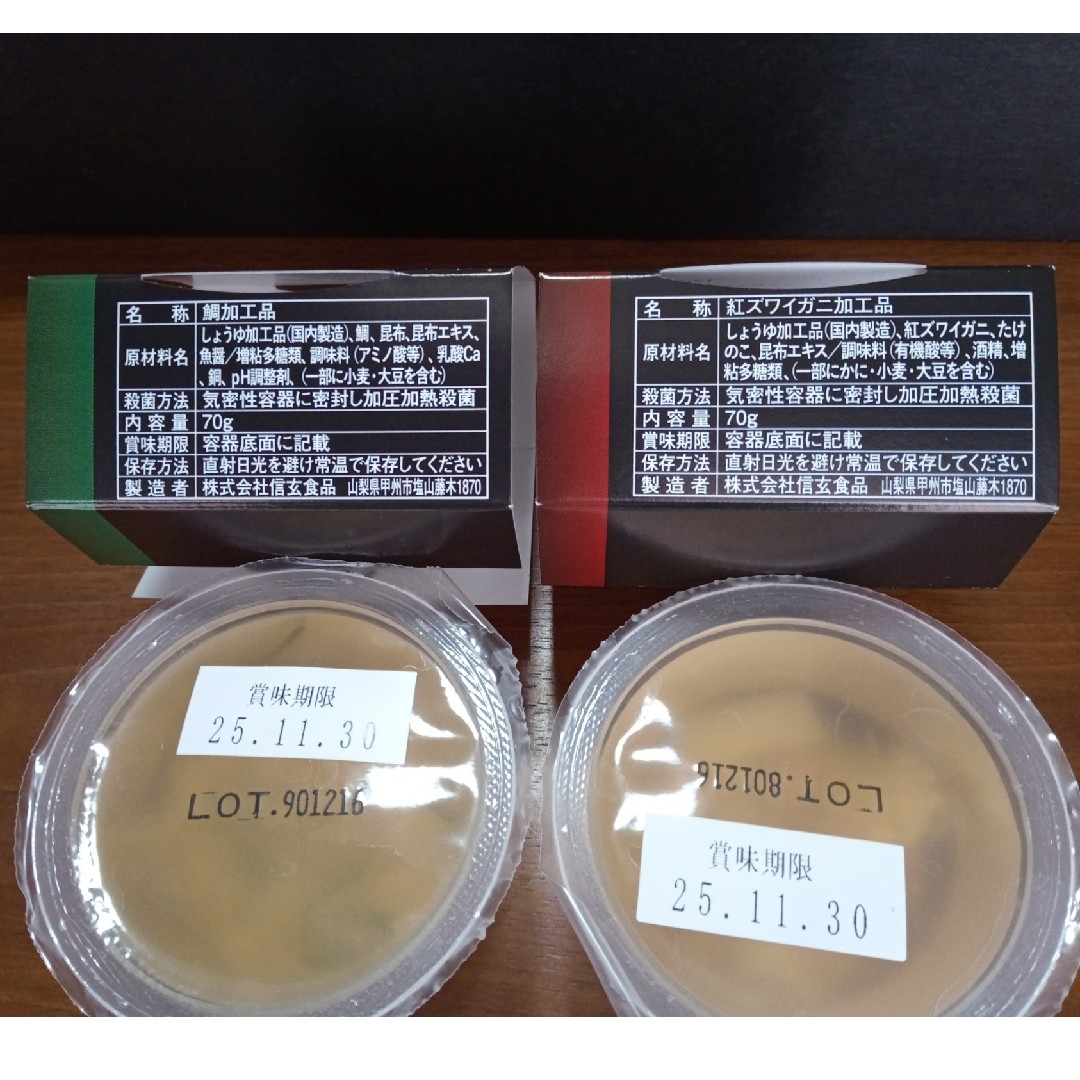 名 称 鯛加工品
原材料名 しょうゆ加工品(国内製造)、鯛、昆布、昆布エキス、
魚醤／増粘多糖類、調味料(アミノ酸等)、乳酸Ca
、銅、pH調整剤、(一部に小麦・大豆を含む)
殺菌方法 気密性容器に密封し加圧加熱殺菌
内容量 70g
賞味期限 容器底面に記載
保存方法 直射日光を避け常温で保存してください
製造者 株式会社信玄食品 山梨県甲州市塩山藤木1870
名 称 紅ズワイガニ加工品
原材料名 しょうゆ加工品(国内製造)、紅ズワイガニ、たけ
のこ、昆布エキス／調味料(有機酸等)、酒精、増
粘多糖類、(一部にかに・小麦・大豆を含む)
殺菌方法 気密性容器に密封し加圧加熱殺菌
内容量 70g
賞味期限 容器底面に記載
保存方法 直射日光を避け常温で保存してください
製造者 株式会社信玄食品 山梨県甲州市塩山藤木1870
賞味期限
25.11.30
LOT.901216
LOT.801216
賞味期限
25.11.30